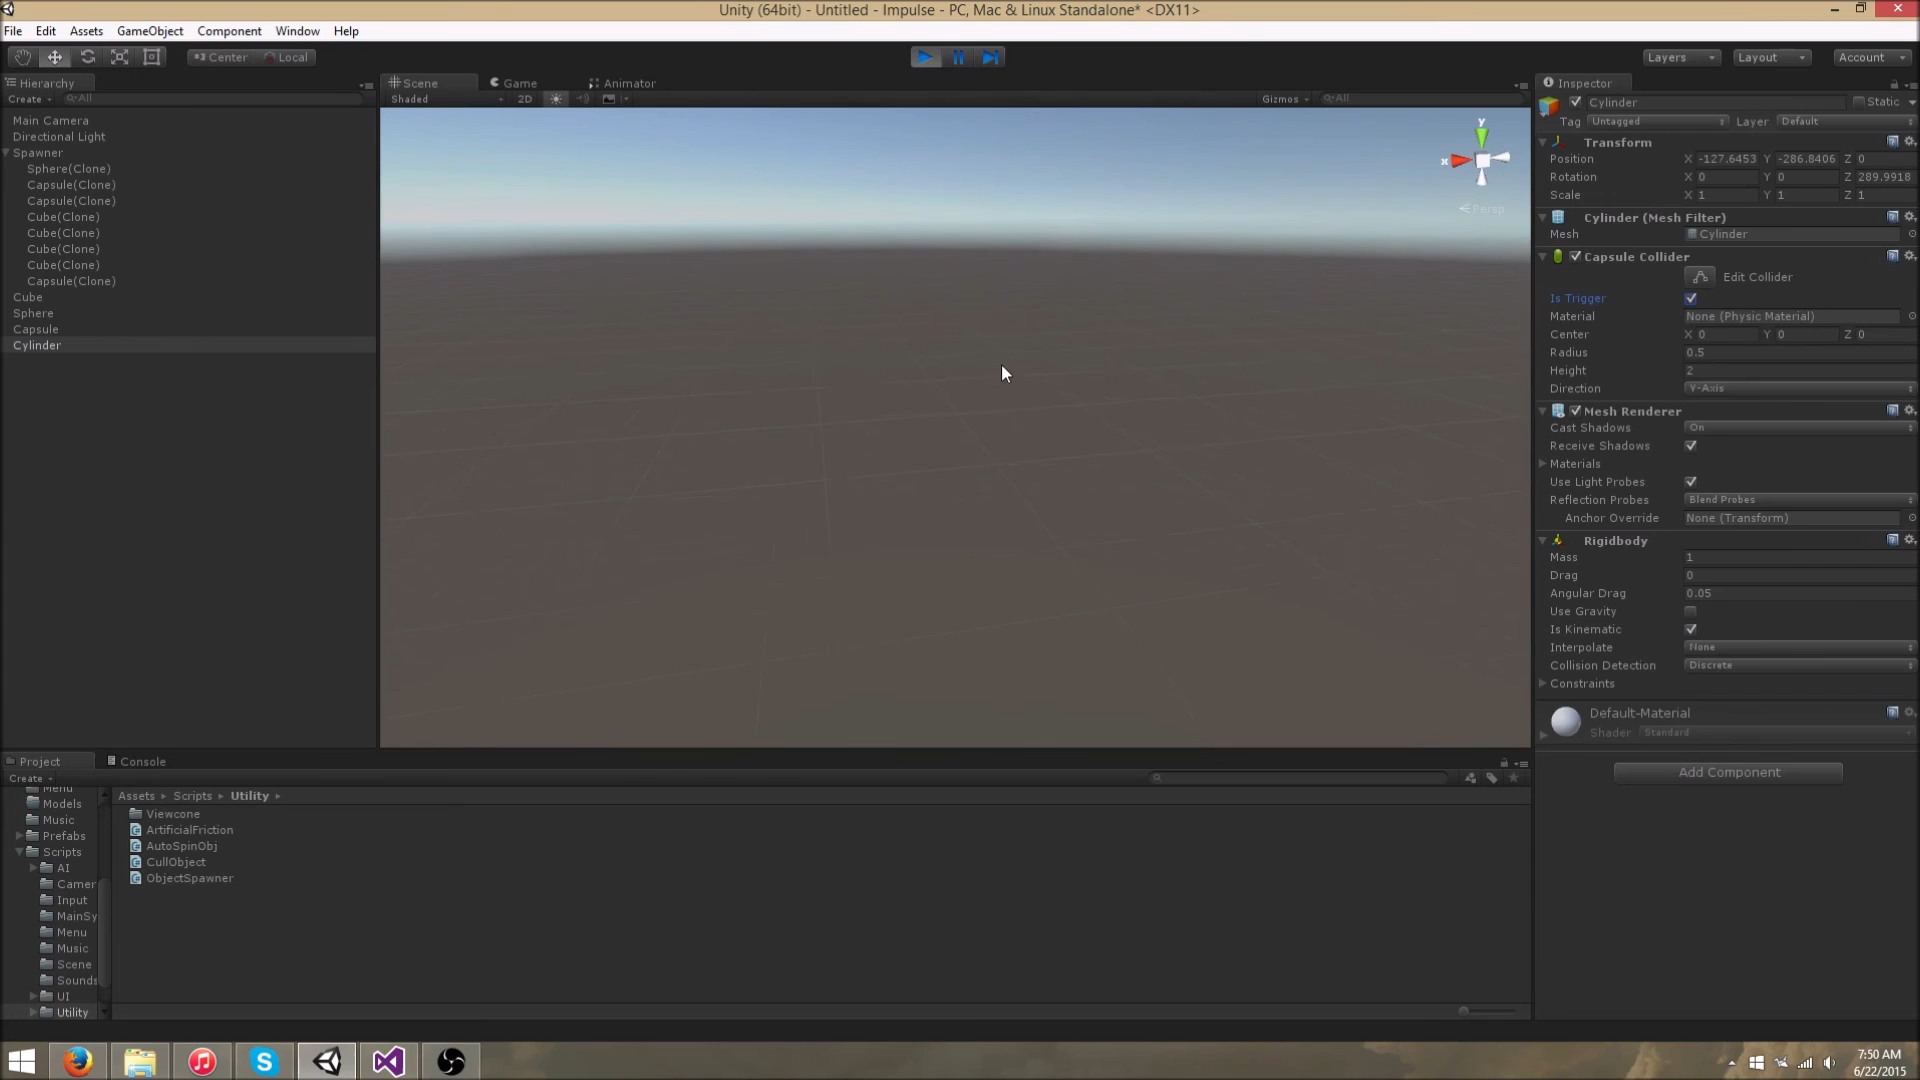 Unity (64bit) - Untitled - Impulse - PC, Mac & Linux Standalone* <DX11>
File Edit Assets GameObject Component Window Help
Center Local
Layers Layout Account
Hierarchy
Create All
Main Camera
Directional Light
Spawner
Sphere(Clone)
Capsule(Clone)
Capsule(Clone)
Cube(Clone)
Cube(Clone)
Cube(Clone)
Cube(Clone)
Capsule(Clone)
Cube
Sphere
Capsule
Cylinder
Scene Game Animator
Shaded 2D Gizmos All
y
x
Persp
Inspector
Cylinder Static
Tag Untagged Layer Default
Transform
Position X -127.6453 Y -286.8406 Z 0
Rotation X 0 Y 0 Z 289.9918
Scale X 1 Y 1 Z 1
Cylinder (Mesh Filter)
Mesh Cylinder
Capsule Collider
Edit Collider
Is Trigger
Material None (Physic Material)
Center X 0 Y 0 Z 0
Radius 0.5
Height 2
Direction Y-Axis
Mesh Renderer
Cast Shadows On
Receive Shadows
Materials
Use Light Probes
Reflection Probes Blend Probes
Anchor Override None (Transform)
Rigidbody
Mass 1
Drag 0
Angular Drag 0.05
Use Gravity
Is Kinematic
Interpolate None
Collision Detection Discrete
Constraints
Default-Material
Shader Standard
Add Component
Project Console
Create
Menu
Models
Music
Prefabs
Scripts
AI
Camer
Input
MainSy
Menu
Music
Scene
Sounds
UI
Utility
Assets Scripts Utility
Viewcone
ArtificialFriction
AutoSpinObj
CullObject
ObjectSpawner
7:50 AM
6/22/2015